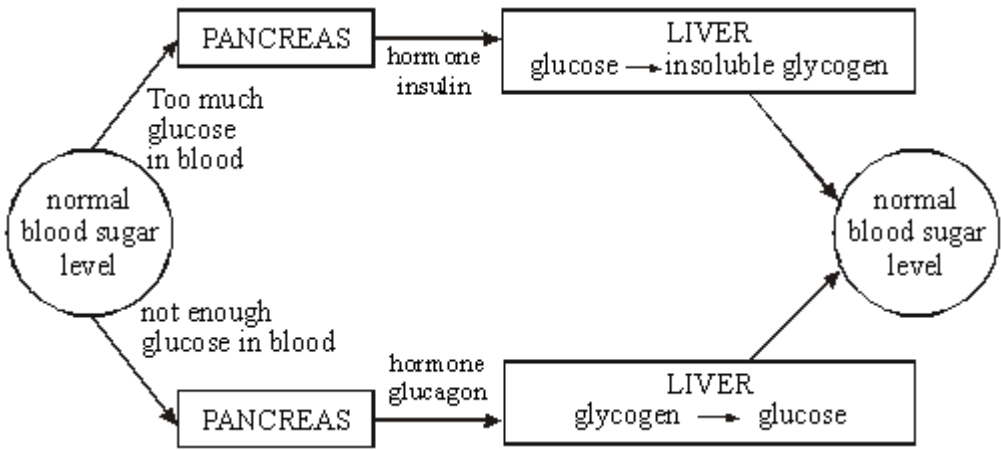 PANCREAS
hormone
insulin
LIVER
glucose → insoluble glycogen
Too much
glucose
in blood
normal
blood sugar
level
normal
blood sugar
level
not enough
glucose in blood
PANCREAS
hormone
glucagon
LIVER
glycogen → glucose